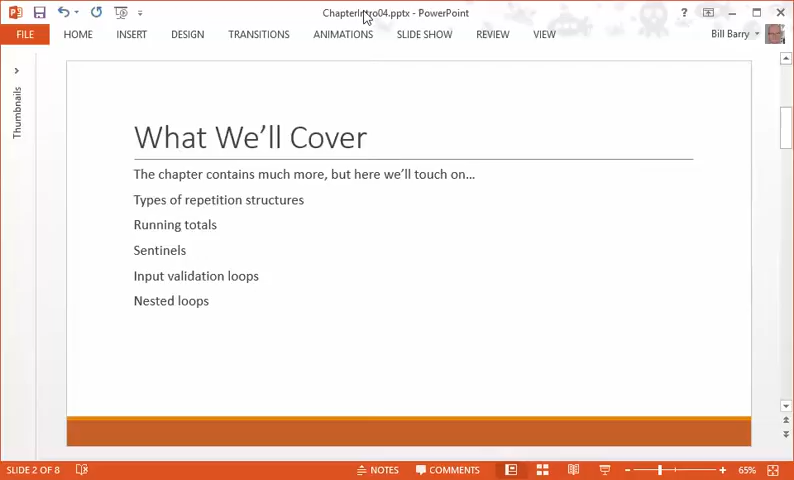 ChapterIntro04.pptx - PowerPoint
FILE HOME INSERT DESIGN TRANSITIONS ANIMATIONS SLIDE SHOW REVIEW VIEW Bill Barry
Thumbnails
What We'll Cover
The chapter contains much more, but here we'll touch on...
Types of repetition structures
Running totals
Sentinels
Input validation loops
Nested loops
SLIDE 2 OF 8 NOTES COMMENTS 65%